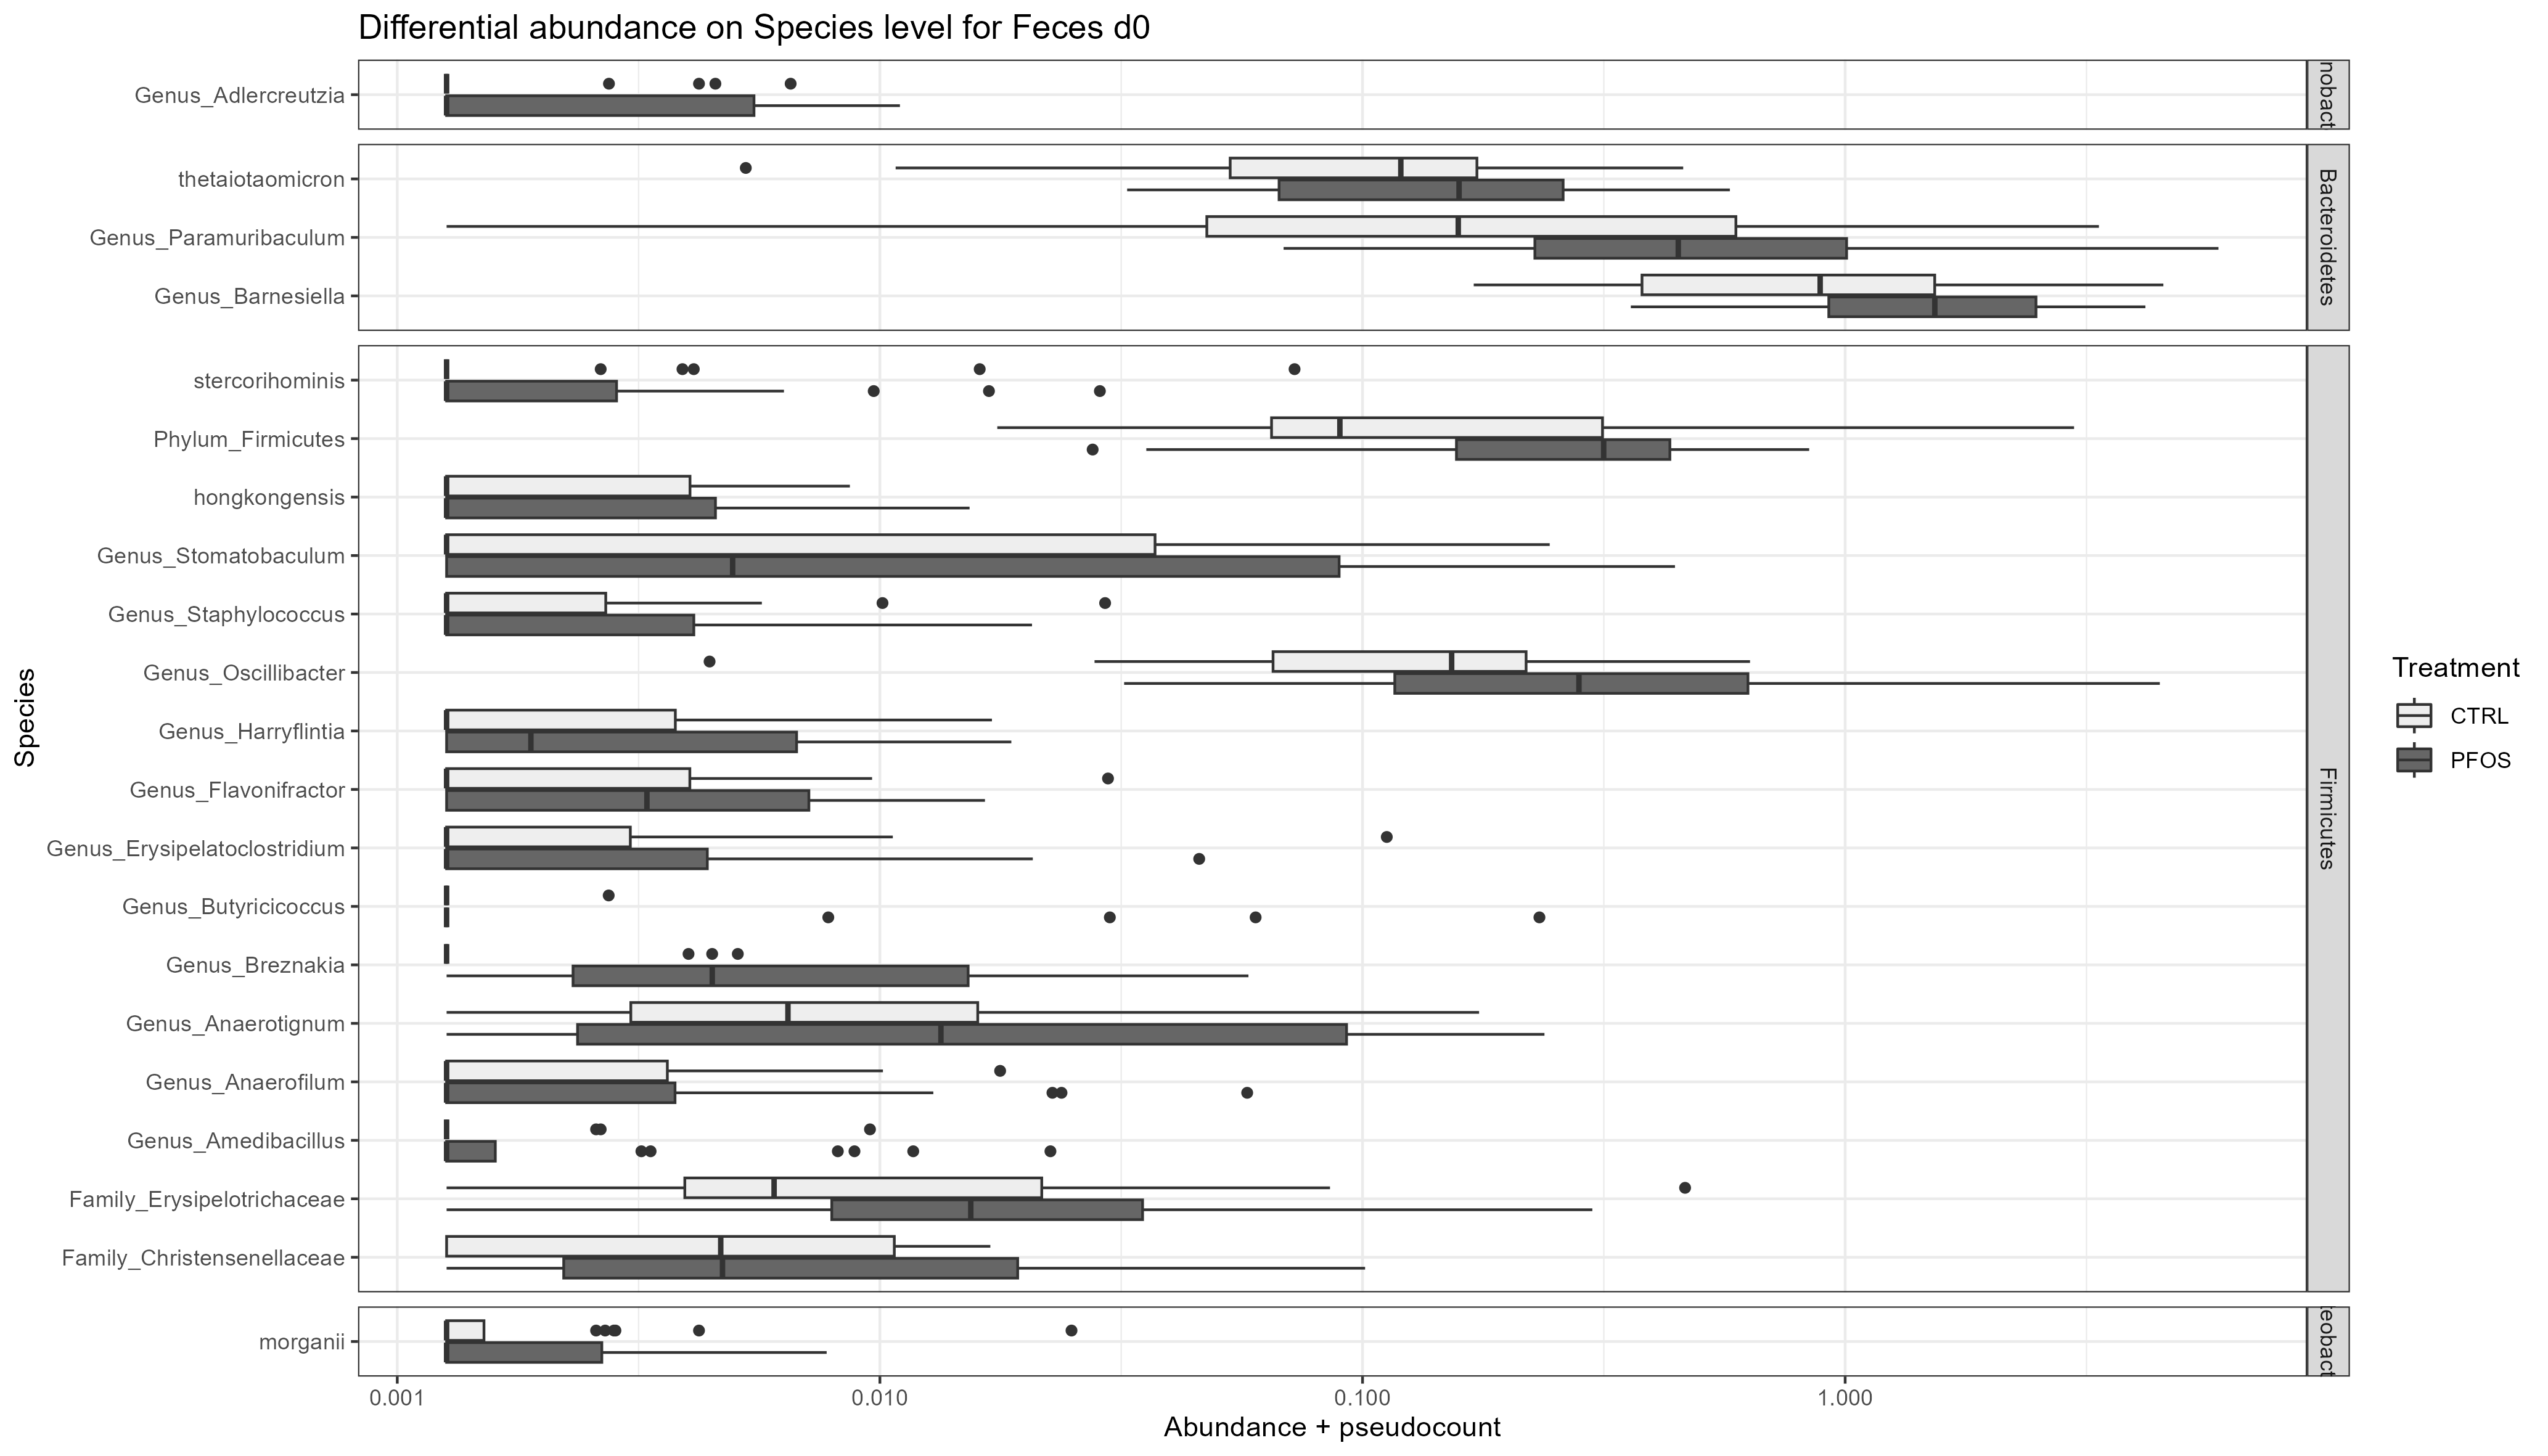 Differential abundance on Species level for Feces d0
Genus_Adlercreutzia
nobact
thetaiotaomicron
Genus_Paramuribaculum
Genus_Barnesiella
Bacteroidetes
stercorihominis
Phylum_Firmicutes
hongkongensis
Genus_Stomatobaculum
Genus_Staphylococcus
Genus_Oscillibacter
Genus_Harryflintia
Genus_Flavonifractor
Genus_Erysipelatoclostridium
Genus_Butyricicoccus
Genus_Breznakia
Genus_Anaerotignum
Genus_Anaerofilum
Genus_Amedibacillus
Family_Erysipelotrichaceae
Family_Christensenellaceae
Firmicutes
morganii
eobact
0.001
0.010
0.100
1.000
Abundance + pseudocount
Species
Treatment
CTRL
PFOS